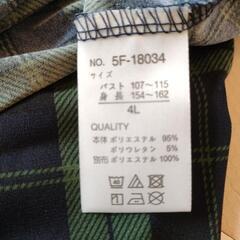 NO. 5F-18034
サイズ
バスト 107～115
身長 154～162
4L
QUALITY
本体 ポリエステル 95%
ポリウレタン 5%
別布 ポリエステル 100%